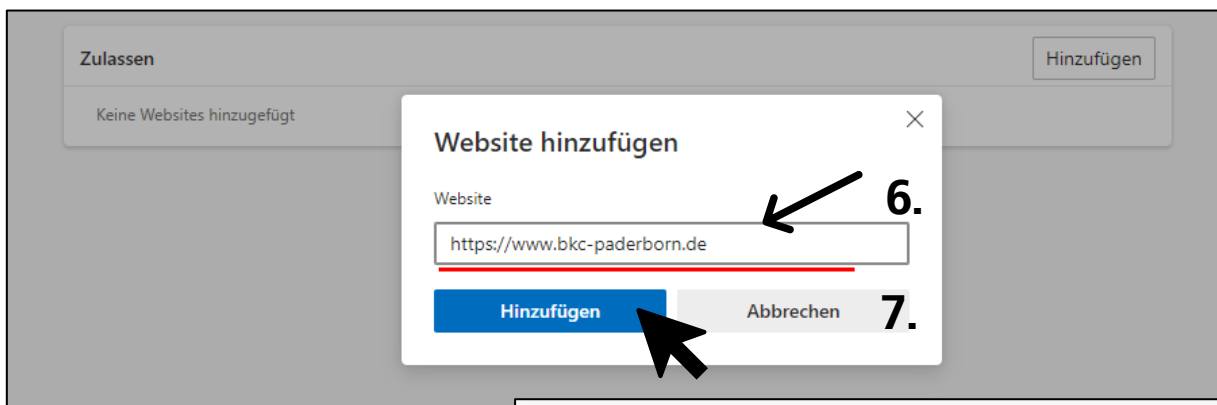 Zulassen
Hinzufügen
Keine Websites hinzugefügt
Website hinzufügen
Website
6.
https://www.bkc-paderborn.de
Hinzufügen
Abbrechen
7.